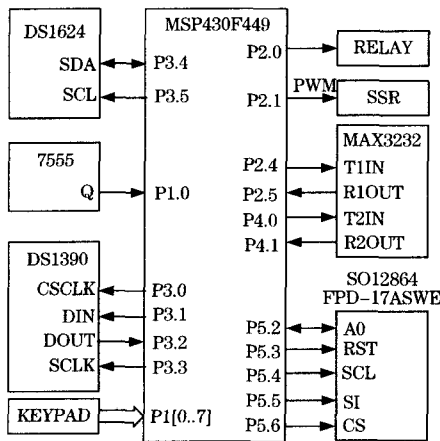 DS1624
SDA
SCL
7555
Q
DS1390
CSCLK
DIN
DOUT
SCLK
KEYPAD
MSP430F449
P3.4
P3.5
P1.0
P3.0
P3.1
P3.2
P3.3
P1[0..7]
P2.0
P2.1
P2.4
P2.5
P4.0
P4.1
P5.2
P5.3
P5.4
P5.5
P5.6
PWM
RELAY
SSR
MAX3232
T1IN
R1OUT
T2IN
R2OUT
SO12864
FPD-17ASWE
A0
RST
SCL
SI
CS